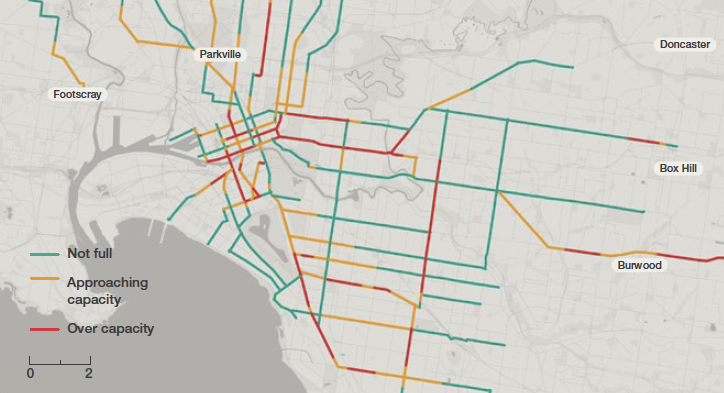 Doncaster
Parkville
Footscray
Box Hill
Not full
Burwood
Approaching
capacity
Over capacity
0 2